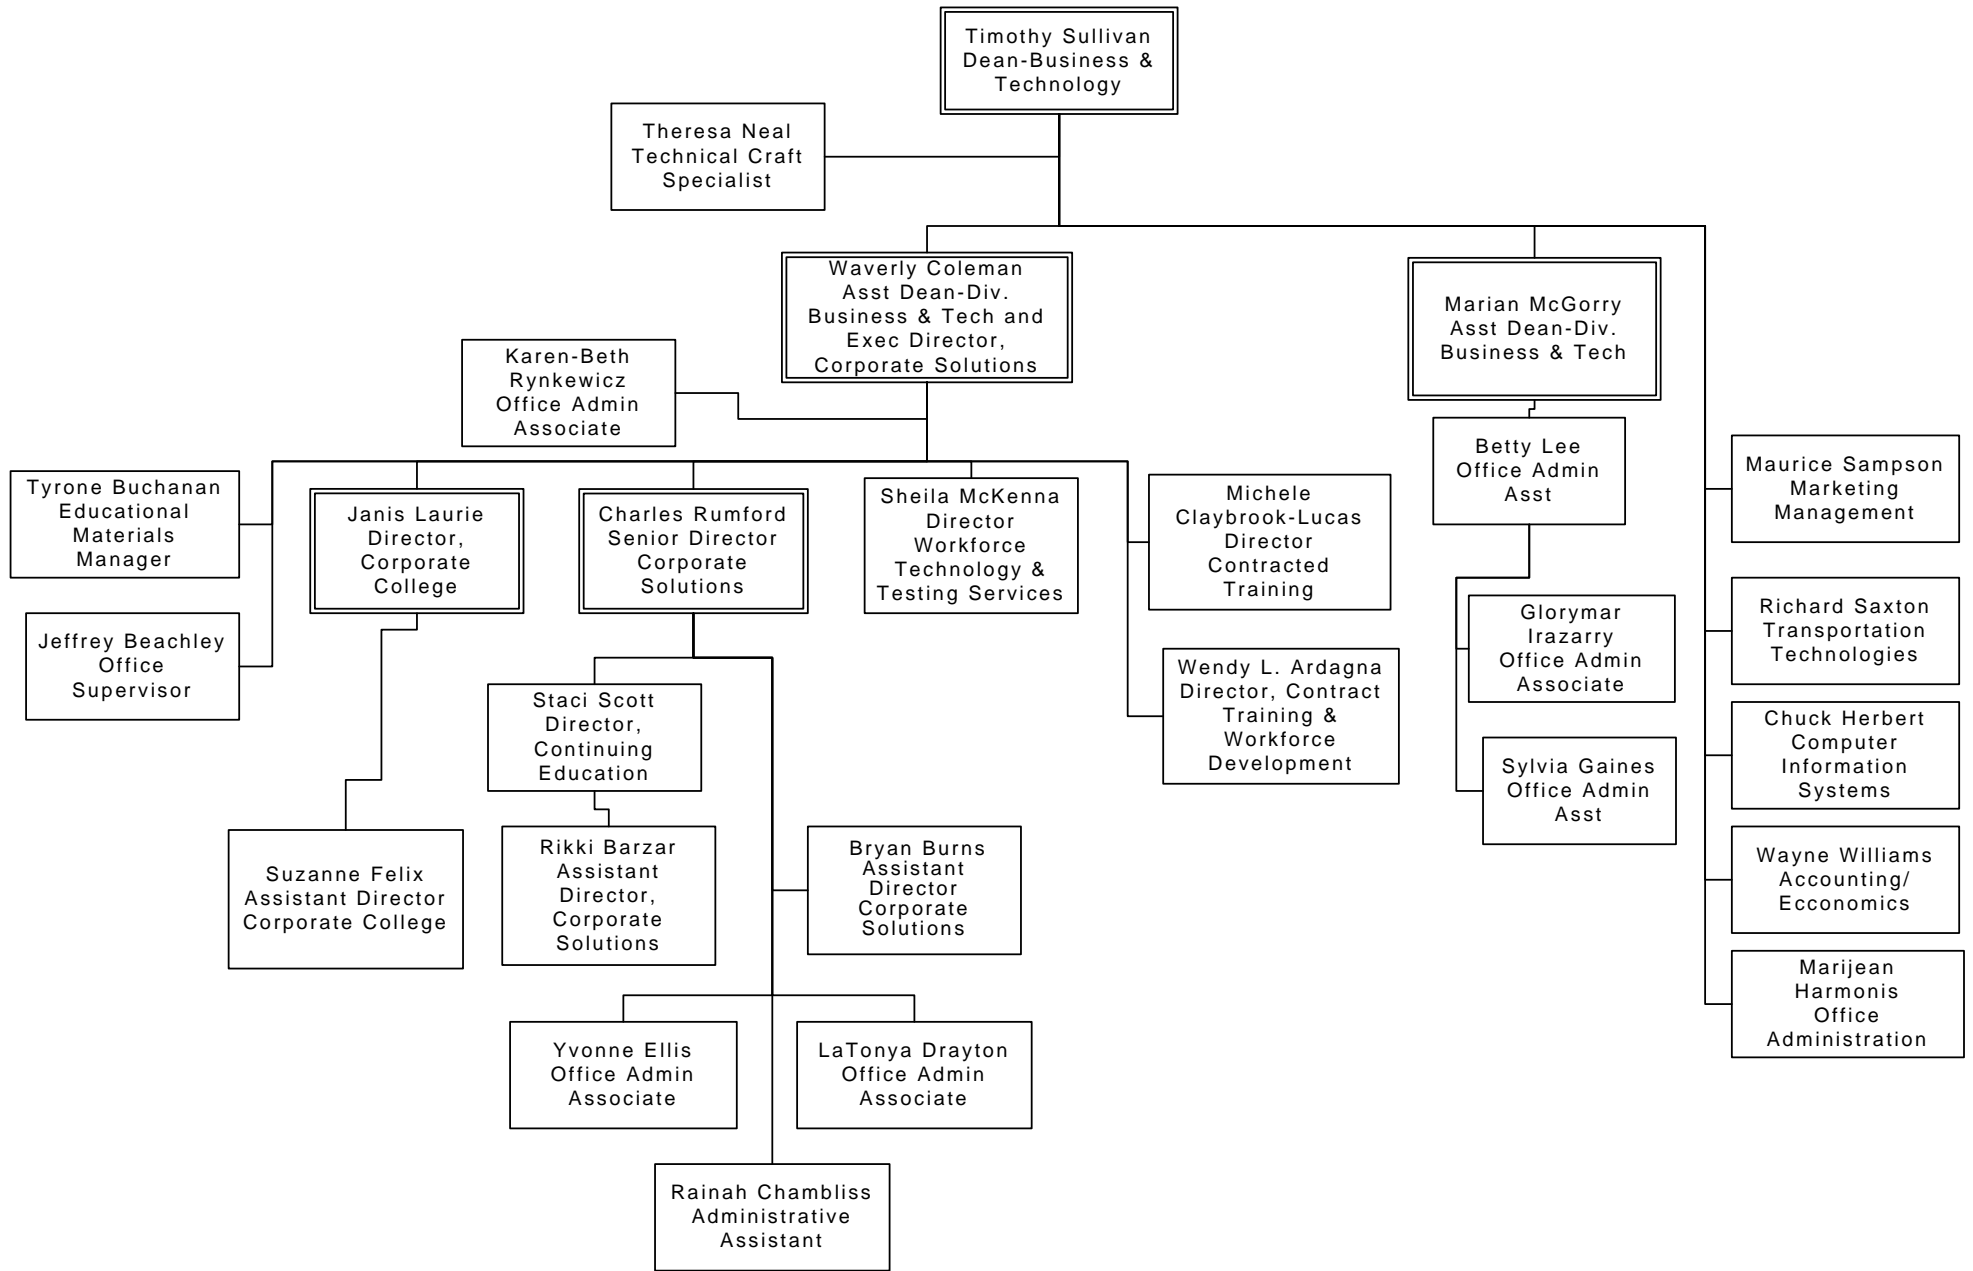 Timothy Sullivan
Dean-Business &
Technology
Theresa Neal
Technical Craft
Specialist
Waverly Coleman
Asst Dean-Div.
Business & Tech and
Exec Director,
Corporate Solutions
Marian McGorry
Asst Dean-Div.
Business & Tech
Karen-Beth
Rynkewicz
Office Admin
Associate
Betty Lee
Office Admin
Asst
Maurice Sampson
Marketing
Management
Tyrone Buchanan
Educational
Materials
Manager
Janis Laurie
Director,
Corporate
College
Charles Rumford
Senior Director
Corporate
Solutions
Sheila McKenna
Director
Workforce
Technology &
Testing Services
Michele
Claybrook-Lucas
Director
Contracted
Training
Jeffrey Beachley
Office
Supervisor
Glorymar
Irazarry
Office Admin
Associate
Richard Saxton
Transportation
Technologies
Staci Scott
Director,
Continuing
Education
Wendy L. Ardagna
Director, Contract
Training &
Workforce
Development
Sylvia Gaines
Office Admin
Asst
Chuck Herbert
Computer
Information
Systems
Suzanne Felix
Assistant Director
Corporate College
Rikki Barzar
Assistant
Director,
Corporate
Solutions
Bryan Burns
Assistant
Director
Corporate
Solutions
Wayne Williams
Accounting/
Ecconomics
Marijean
Harmonis
Office
Administration
Yvonne Ellis
Office Admin
Associate
LaTonya Drayton
Office Admin
Associate
Rainah Chambliss
Administrative
Assistant